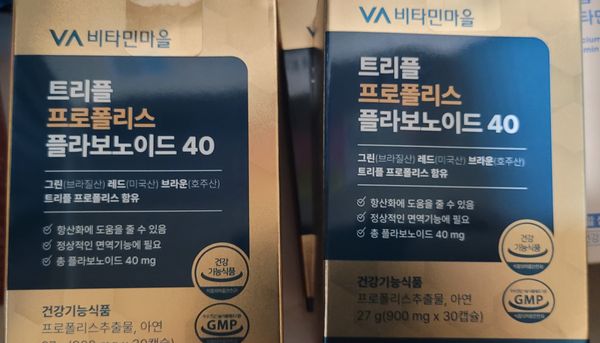 VA 비타민마을
트리플
프로폴리스
플라보노이드 40
그린(브라질산) 레드(미국산) 브라운(호주산)
트리플 프로폴리스 함유
항산화에 도움을 줄 수 있음
정상적인 면역기능에 필요
총 플라보노이드 40 mg
건강
기능식품
건강기능식품
프로폴리스추출물, 아연
GMP
VA 비타민마을
트리플
프로폴리스
플라보노이드 40
그린(브라질산) 레드(미국산) 브라운(호주산)
트리플 프로폴리스 함유
항산화에 도움을 줄 수 있음
정상적인 면역기능에 필요
총 플라보노이드 40 mg
건강
기능식품
건강기능식품
프로폴리스추출물, 아연
27 g(900 mg x 30캡슐)
GMP